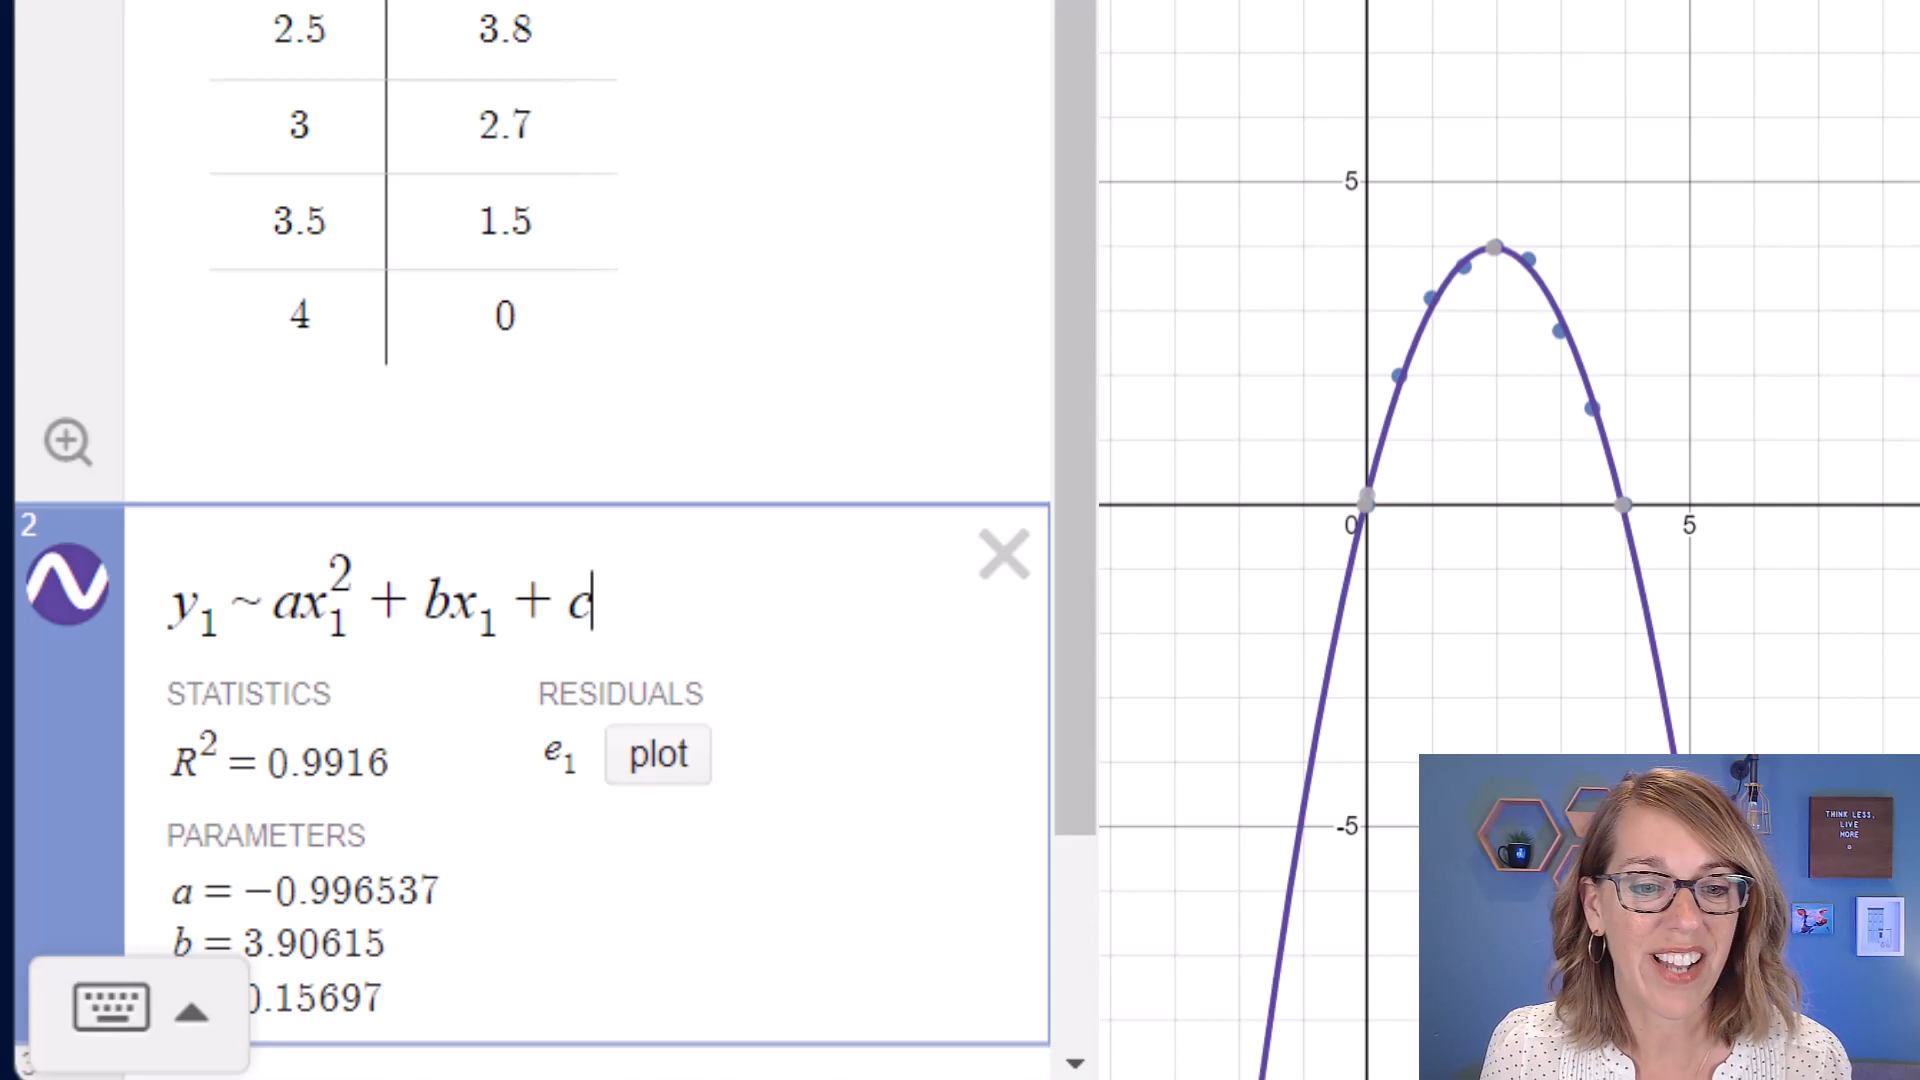 2.5 3.8
3 2.7
3.5 1.5
4 0
2
y₁ ~ ax₁² + bx₁ + c
STATISTICS RESIDUALS
R² = 0.9916 e₁ plot
PARAMETERS
a = −0.996537
b = 3.90615
0.15697
3
5
0
5
-5
THINK LESS,
LIVE
MORE